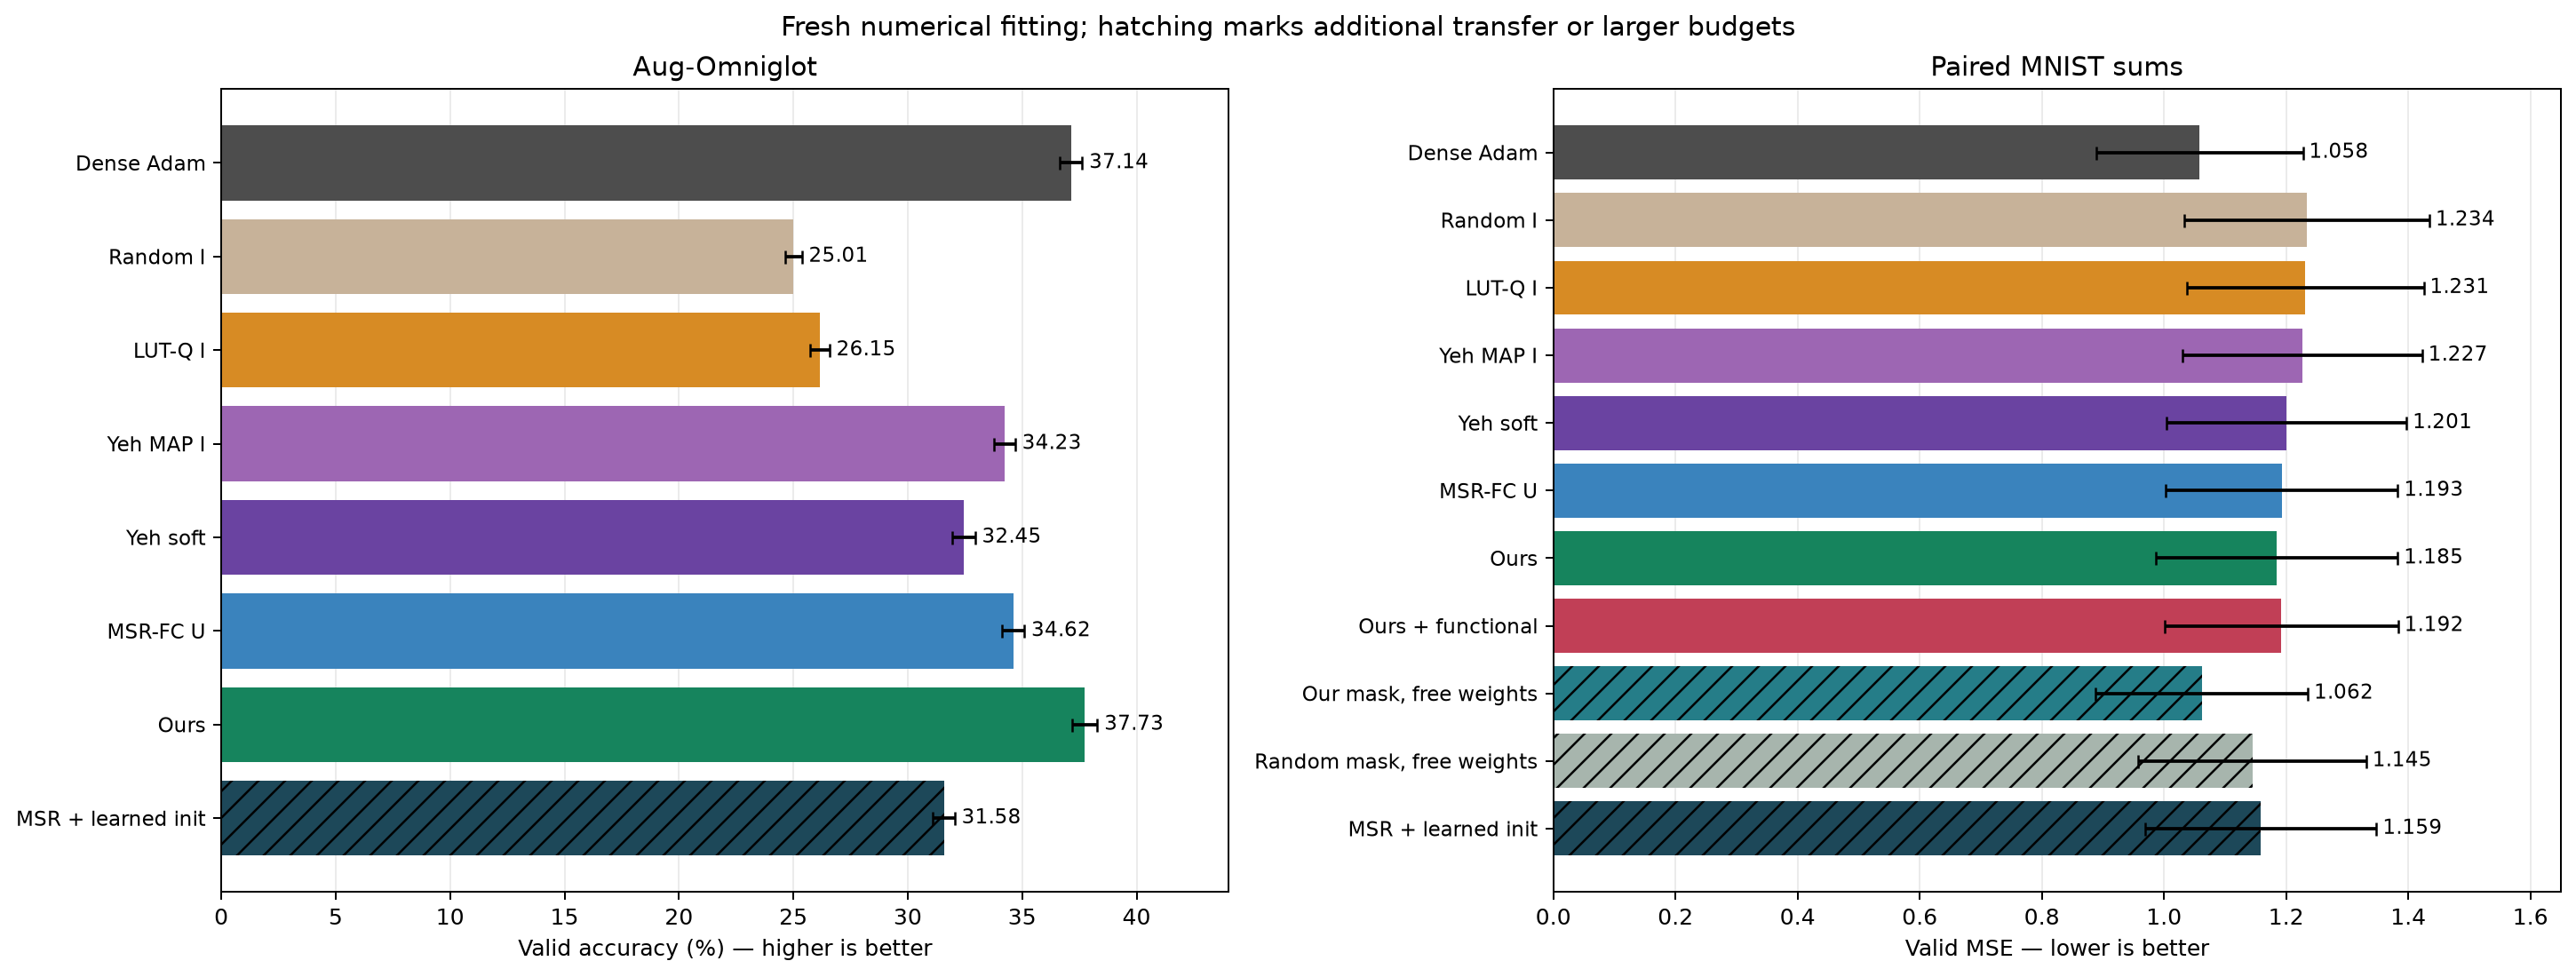 Fresh numerical fitting; hatching marks additional transfer or larger budgets
Aug-Omniglot
Dense Adam
37.14
Random I
25.01
LUT-Q I
26.15
Yeh MAP I
34.23
Yeh soft
32.45
MSR-FC U
34.62
Ours
37.73
MSR + learned init
31.58
0 5 10 15 20 25 30 35 40
Valid accuracy (%) — higher is better
Paired MNIST sums
Dense Adam
1.058
Random I
1.234
LUT-Q I
1.231
Yeh MAP I
1.227
Yeh soft
1.201
MSR-FC U
1.193
Ours
1.185
Ours + functional
1.192
Our mask, free weights
1.062
Random mask, free weights
1.145
MSR + learned init
1.159
0.0 0.2 0.4 0.6 0.8 1.0 1.2 1.4 1.6
Valid MSE — lower is better